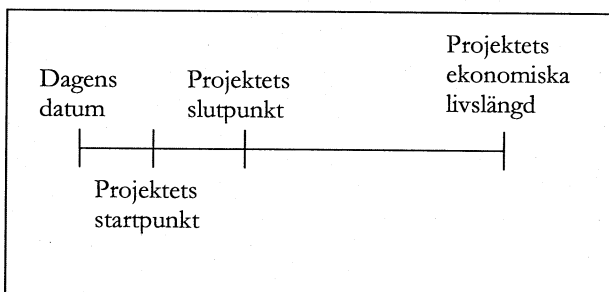 Dagens
datum
Projektets
startpunkt
Projektets
slutpunkt
Projektets
ekonomiska
livslängd